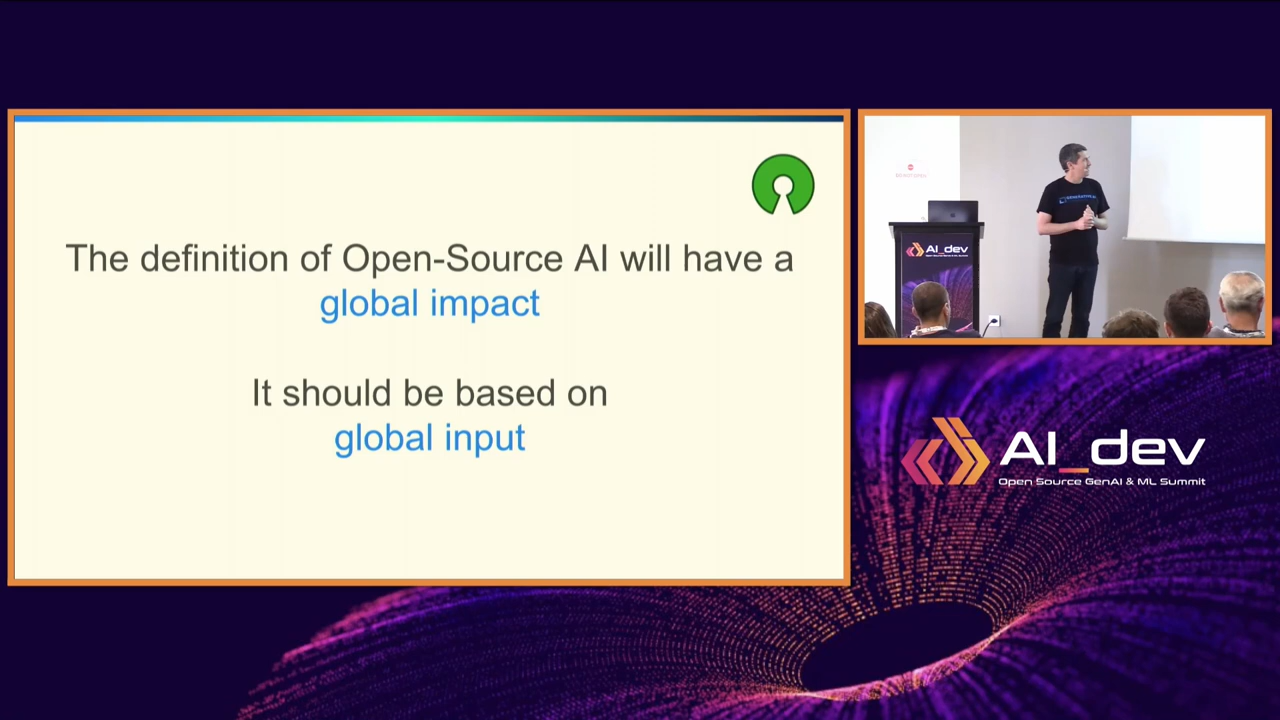 The definition of Open-Source AI will have a
global impact
It should be based on
global input
AI_dev
AI_dev
Open Source GenAI & ML Summit